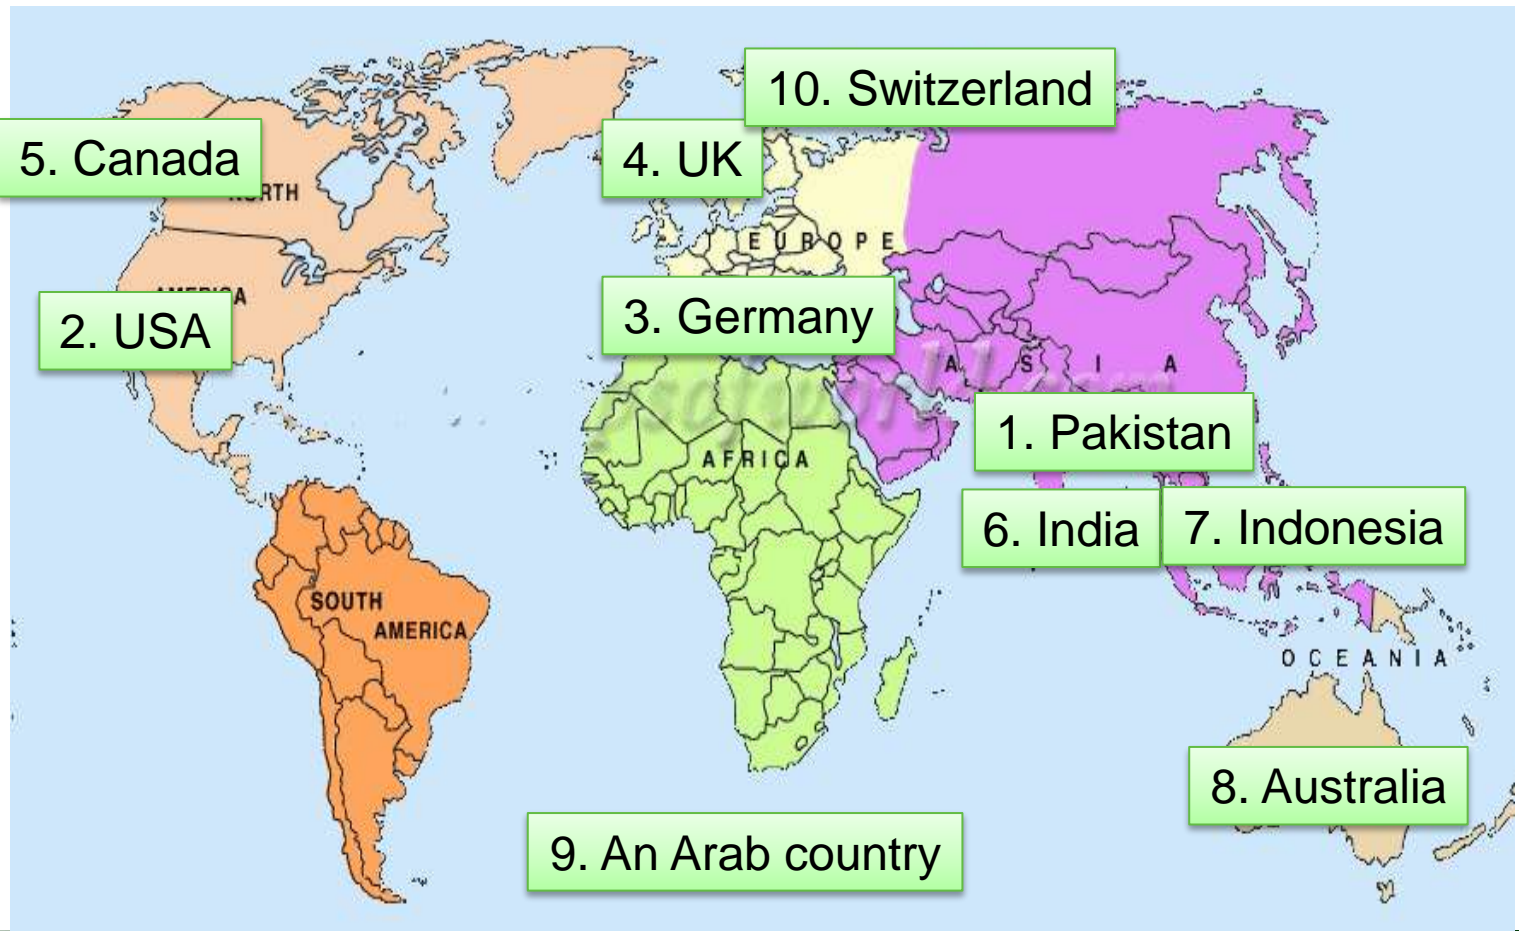 10. Switzerland
5. Canada
4. UK
NORTH
EUROPE
3. Germany
AMERICA
2. USA
ASIA
1. Pakistan
AFRICA
6. India
7. Indonesia
SOUTH
AMERICA
OCEANIA
8. Australia
9. An Arab country